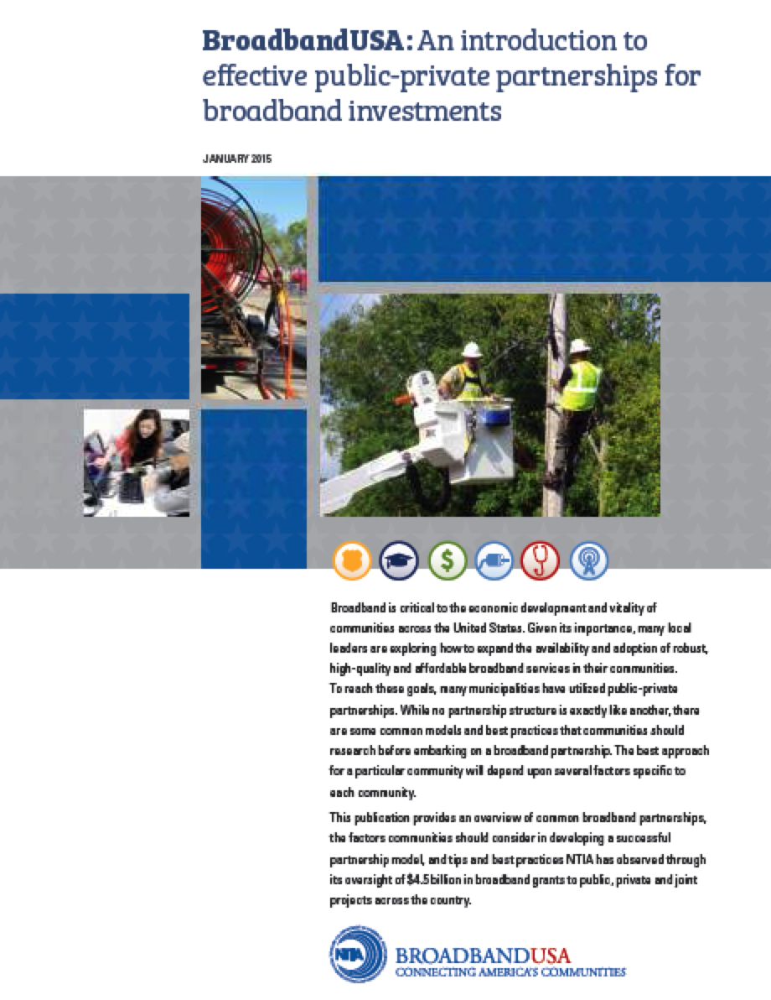 BroadbandUSA: An introduction to
effective public-private partnerships for
broadband investments
JANUARY 2015
Broadband is critical to the economic development and vitality of
communities across the United States. Given its importance, many local
leaders are exploring how to expand the availability and adoption of robust,
high-quality and affordable broadband services in their communities.
To reach these goals, many municipalities have utilized public-private
partnerships. While no partnership structure is exactly like another, there
are some common models and best practices that communities should
research before embarking on a broadband partnership. The best approach
for a particular community will depend upon several factors specific to
each community.
This publication provides an overview of common broadband partnerships,
the factors communities should consider in developing a successful
partnership model, and tips and best practices NTIA has observed through
its oversight of $4.5 billion in broadband grants to public, private and joint
projects across the country.
NTIA
BROADBANDUSA
CONNECTING AMERICA'S COMMUNITIES